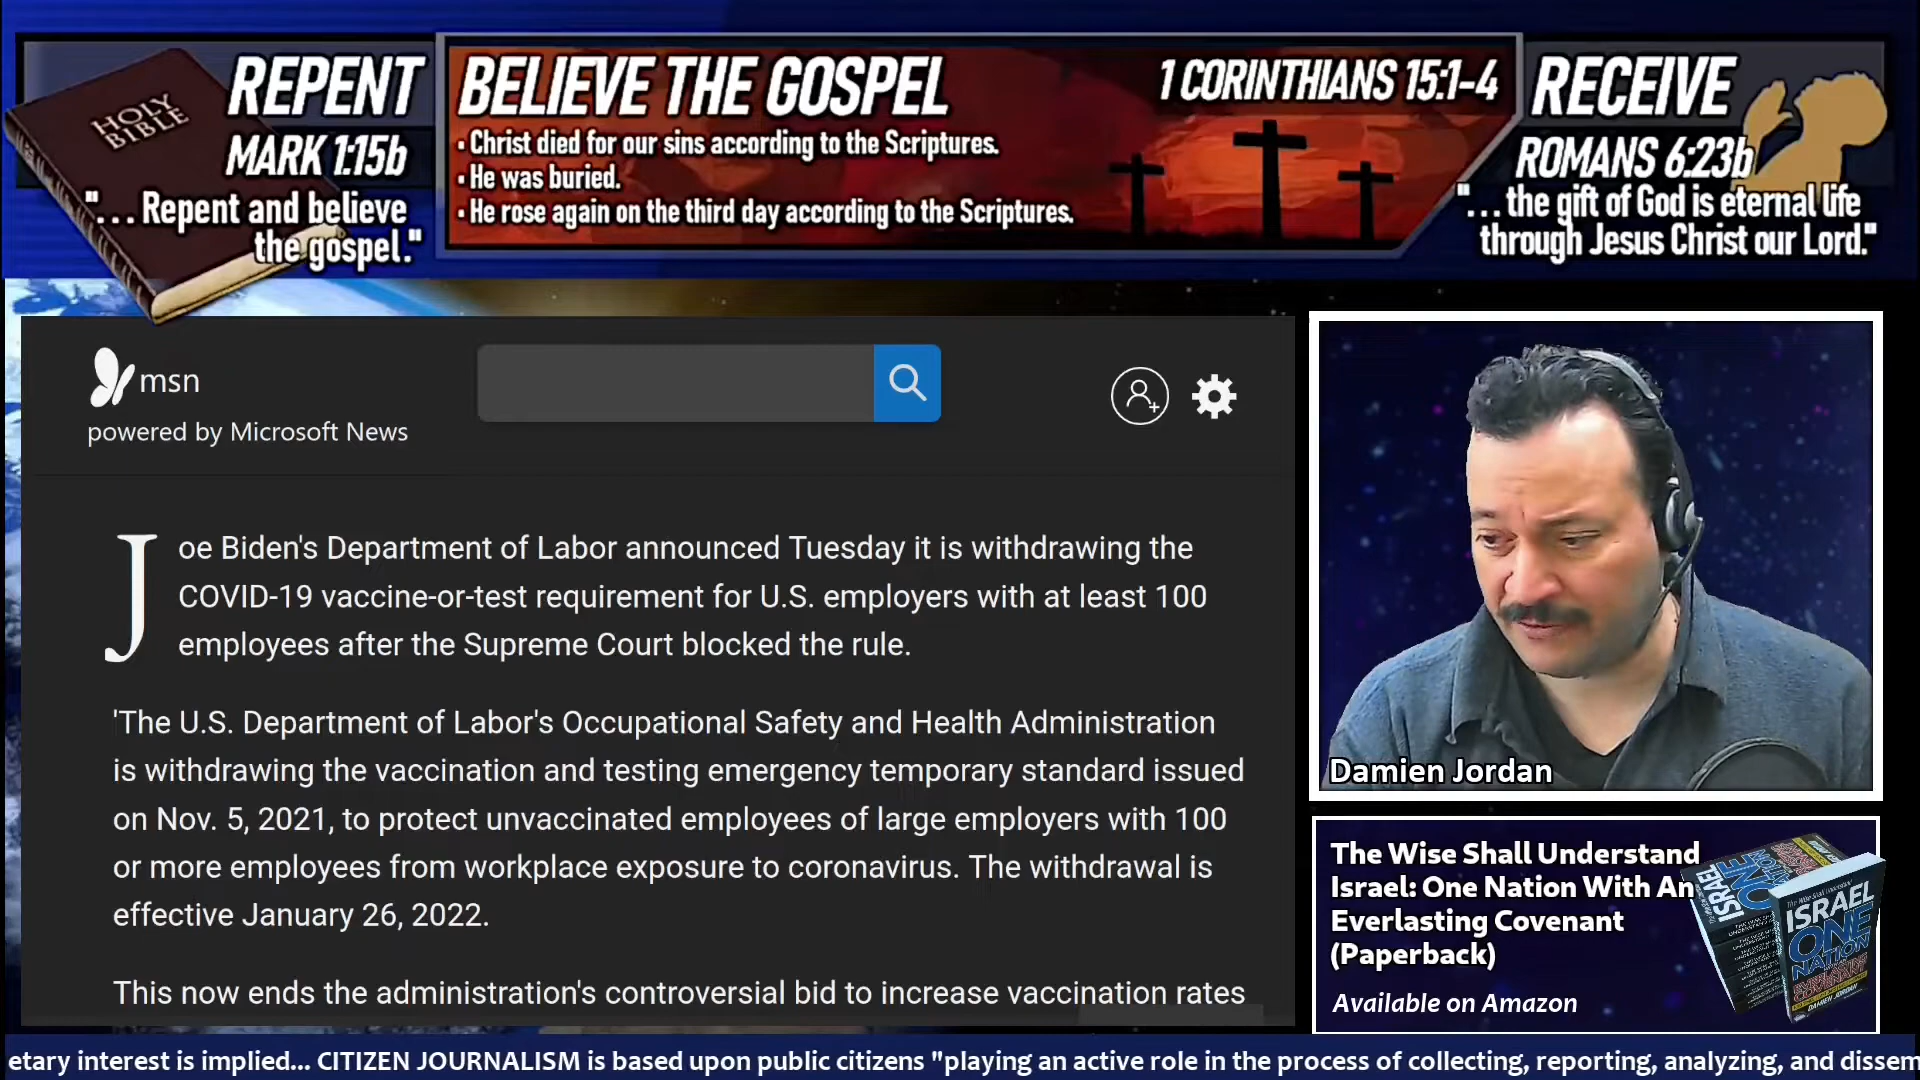 HOLY
BIBLE
REPENT
MARK 1:15b
"... Repent and believe
the gospel."
BELIEVE THE GOSPEL
1 CORINTHIANS 15:1-4
• Christ died for our sins according to the Scriptures.
• He was buried.
• He rose again on the third day according to the Scriptures.
RECEIVE
ROMANS 6:23b
"... the gift of God is eternal life
through Jesus Christ our Lord."
msn
powered by Microsoft News
Joe Biden's Department of Labor announced Tuesday it is withdrawing the
COVID-19 vaccine-or-test requirement for U.S. employers with at least 100
employees after the Supreme Court blocked the rule.
'The U.S. Department of Labor's Occupational Safety and Health Administration
is withdrawing the vaccination and testing emergency temporary standard issued
on Nov. 5, 2021, to protect unvaccinated employees of large employers with 100
or more employees from workplace exposure to coronavirus. The withdrawal is
effective January 26, 2022.
This now ends the administration's controversial bid to increase vaccination rates
Damien Jordan
The Wise Shall Understand
Israel: One Nation With An
Everlasting Covenant
(Paperback)
Available on Amazon
ISRAEL
ONE
NATION
DAMIEN JORDAN
etary interest is implied... CITIZEN JOURNALISM is based upon public citizens "playing an active role in the process of collecting, reporting, analyzing, and dissem